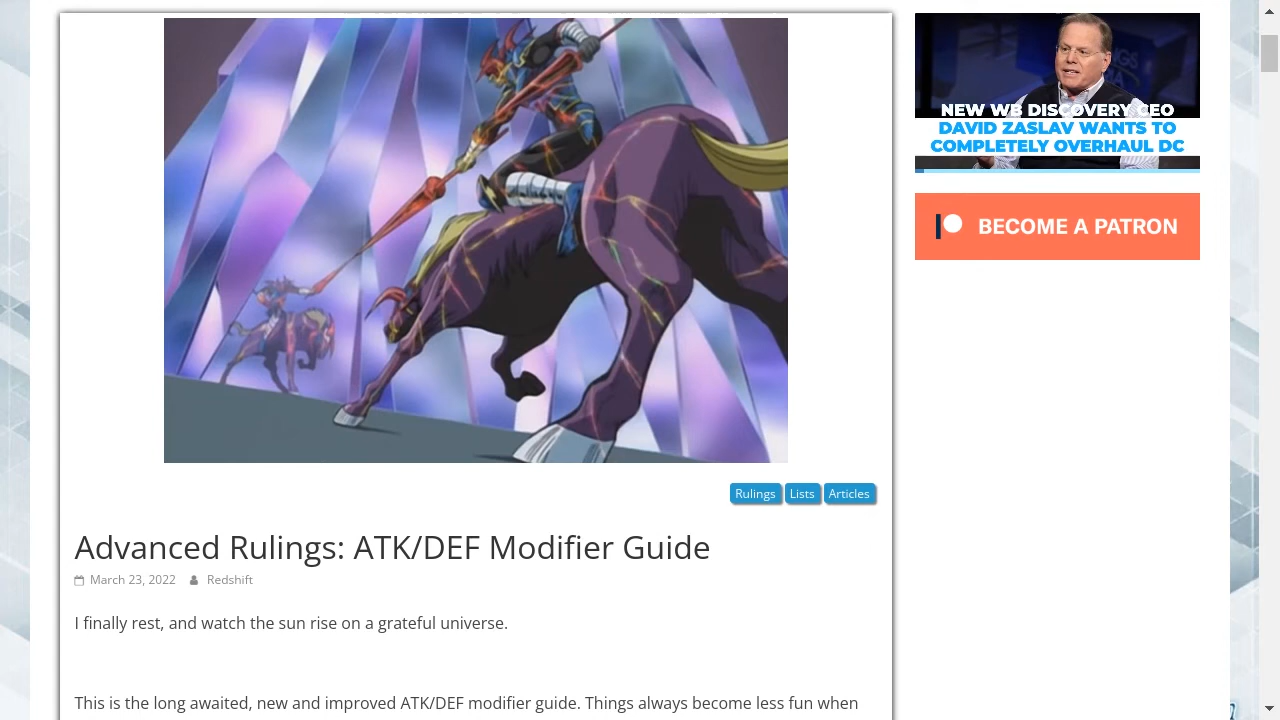 NEW WB DISCOVERY CEO
DAVID ZASLAV WANTS TO
COMPLETELY OVERHAUL DC
BECOME A PATRON
Rulings
Lists
Articles
Advanced Rulings: ATK/DEF Modifier Guide
March 23, 2022 Redshift
I finally rest, and watch the sun rise on a grateful universe.
This is the long awaited, new and improved ATK/DEF modifier guide. Things always become less fun when